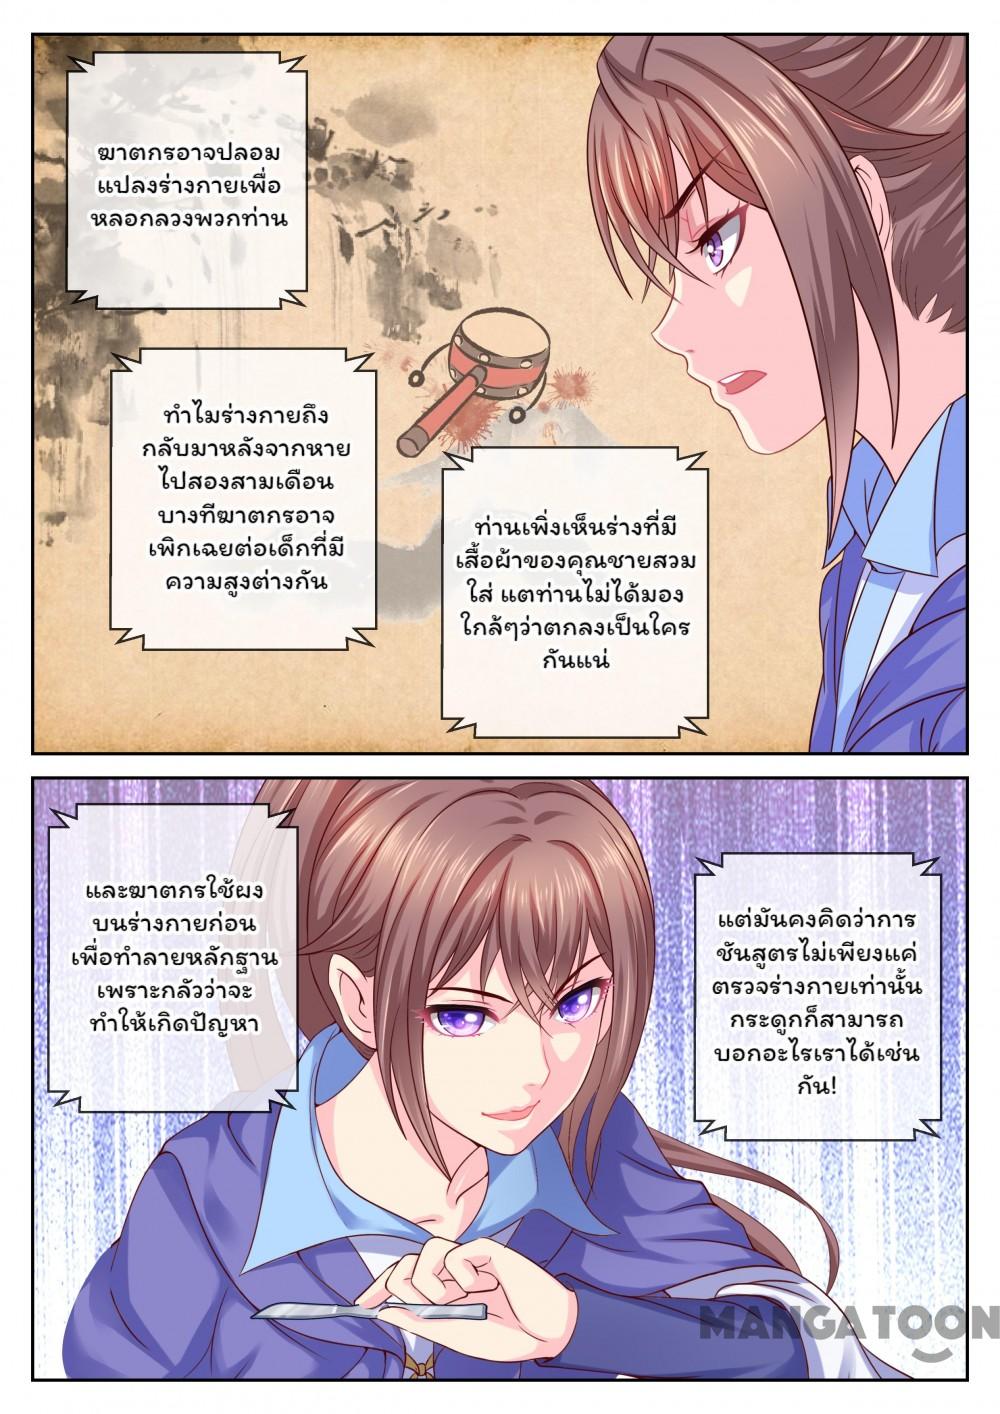 ฆาตกรอาจปลอม
แปลงร่างกายเพื่อ
หลอกลวงพวกท่าน
ทำไมร่างกายถึง
กลับมาหลังจากหาย
ไปสองสามเดือน
บางทีฆาตกรอาจ
เพิกเฉยต่อเด็กที่มี
ความสูงต่างกัน
ท่านเพิ่งเห็นร่างที่มี
เสื้อผ้าของคุณชายสวม
ใส่ แตท่านไม่ได้มอง
ใกล้ๆว่าตกลงเป็นใคร
กันแน่
และฆาตกรใช้ผง
บนร่างกายก่อน
เพื่อทำลายหลักฐาน
เพราะกลัวว่าจะ
ทำให้เกิดปัญหา
แต่มันคงคิดว่าการ
ชันสูตรไม่เพียงแค่
ตรวจร่างกายเท่านั้น
กระดูกก็สามารถ
บอกอะไรเราได้เช่น
กัน!
MANGATOON